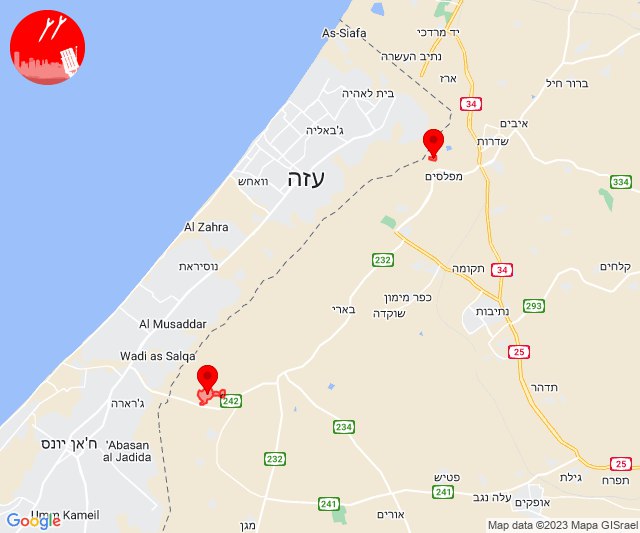 As-Siafa
יד מרדכי
נתיב העשרה
ארז
ברור חיל
בית לאהיה
34
איבים
ג'באליה
שדרות
מפלסים
עזה
וואחש
334
Al Zahra
232
נוסיראת
תקומה
34
קלחים
כפר מימון
שוקדה
293
בארי
נתיבות
Al Musaddar
25
Wadi as Salqa
תדהר
ג'רארה
242
234
ח'אן יונס
'Abasan
al Jadida
232
25
פטיש
גילת
תפרח
241
241
עלה נגב
אופקים
Umm Kameil
אורים
מגן
Google
Map data ©2023 Mapa GISrael